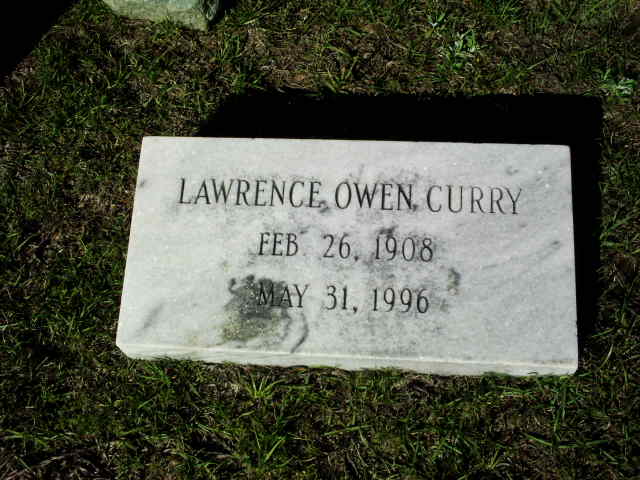 LAWRENCE OWEN CURRY
FEB. 26, 1908
MAY 31, 1996